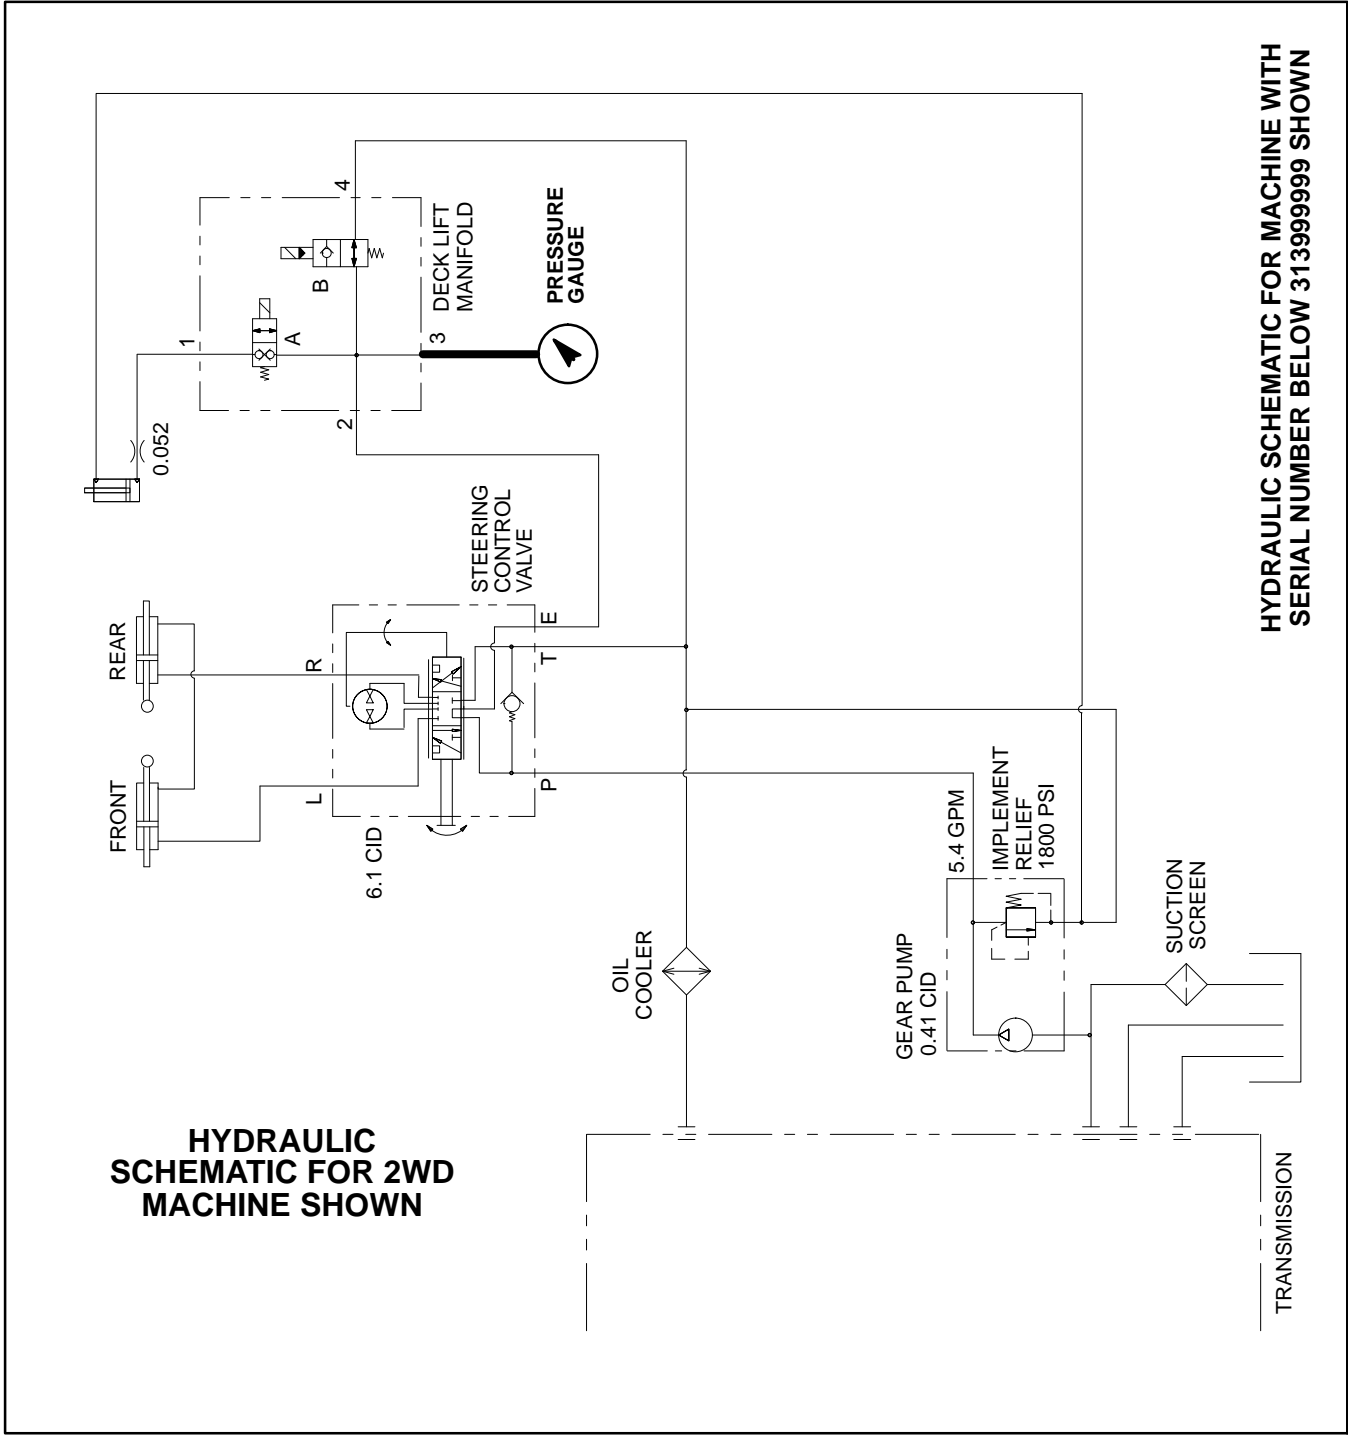 HYDRAULIC SCHEMATIC FOR MACHINE WITH
SERIAL NUMBER BELOW 313999999 SHOWN
4
DECK LIFT
MANIFOLD
PRESSURE
GAUGE
B
1
A
3
2
0.052
STEERING
CONTROL
VALVE
REAR
R
E
T
FRONT
L
P
6.1 CID
5.4 GPM
IMPLEMENT
RELIEF
1800 PSI
SUCTION
SCREEN
OIL
COOLER
GEAR PUMP
0.41 CID
HYDRAULIC
SCHEMATIC FOR 2WD
MACHINE SHOWN
TRANSMISSION